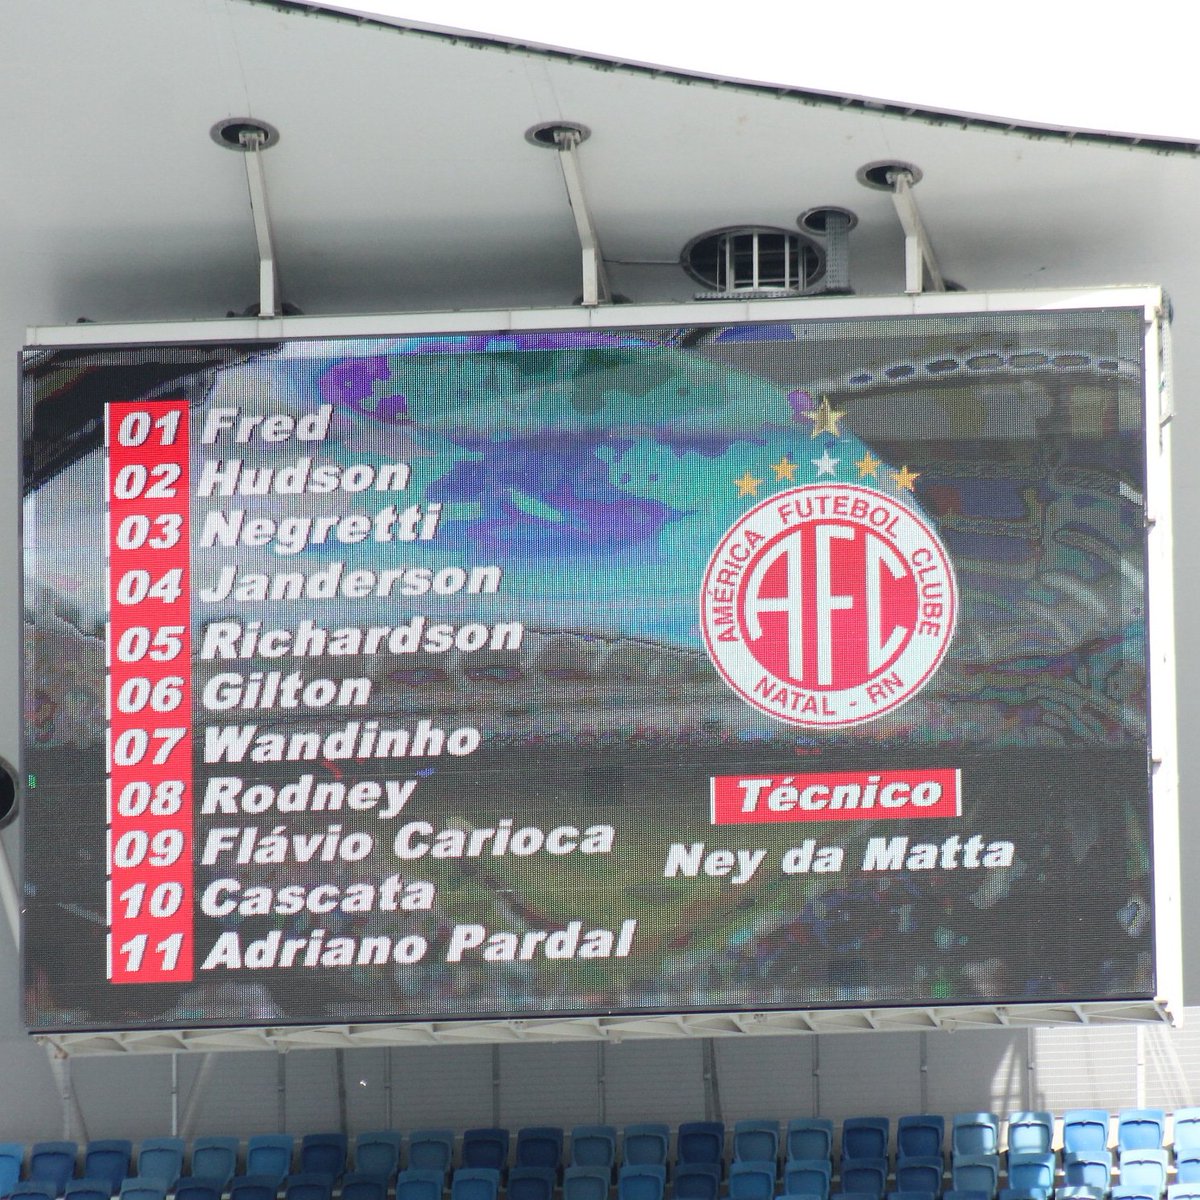 01 Fred
02 Hudson
03 Negretti
04 Janderson
05 Richardson
06 Gilton
07 Wandinho
08 Rodney
09 Flávio Carioca
10 Cascata
11 Adriano Pardal
AMÉRICA FUTEBOL CLUBE
AFC
NATAL - RN
Técnico
Ney da Matta